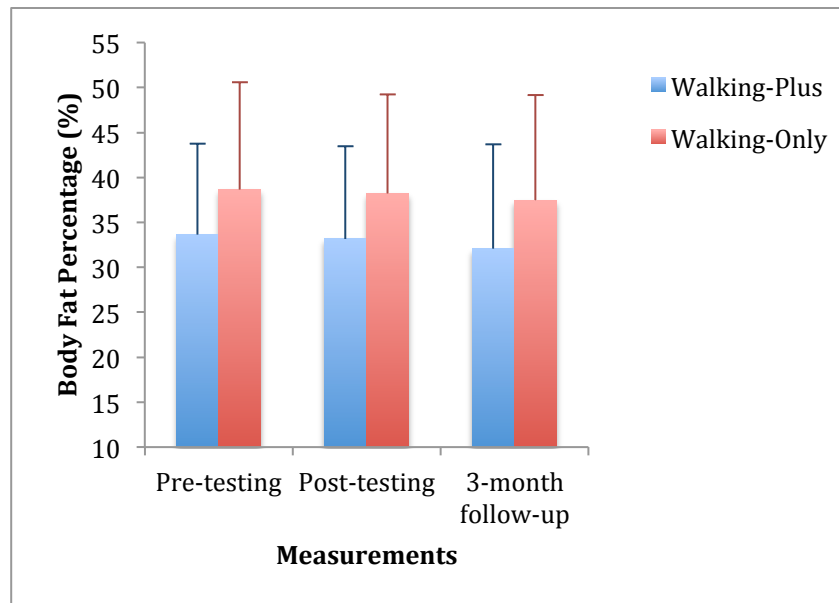 55
50
45
40
35
30
25
20
15
10
Body Fat Percentage (%)
Walking-Plus
Walking-Only
Pre-testing
Post-testing
3-month
follow-up
Measurements